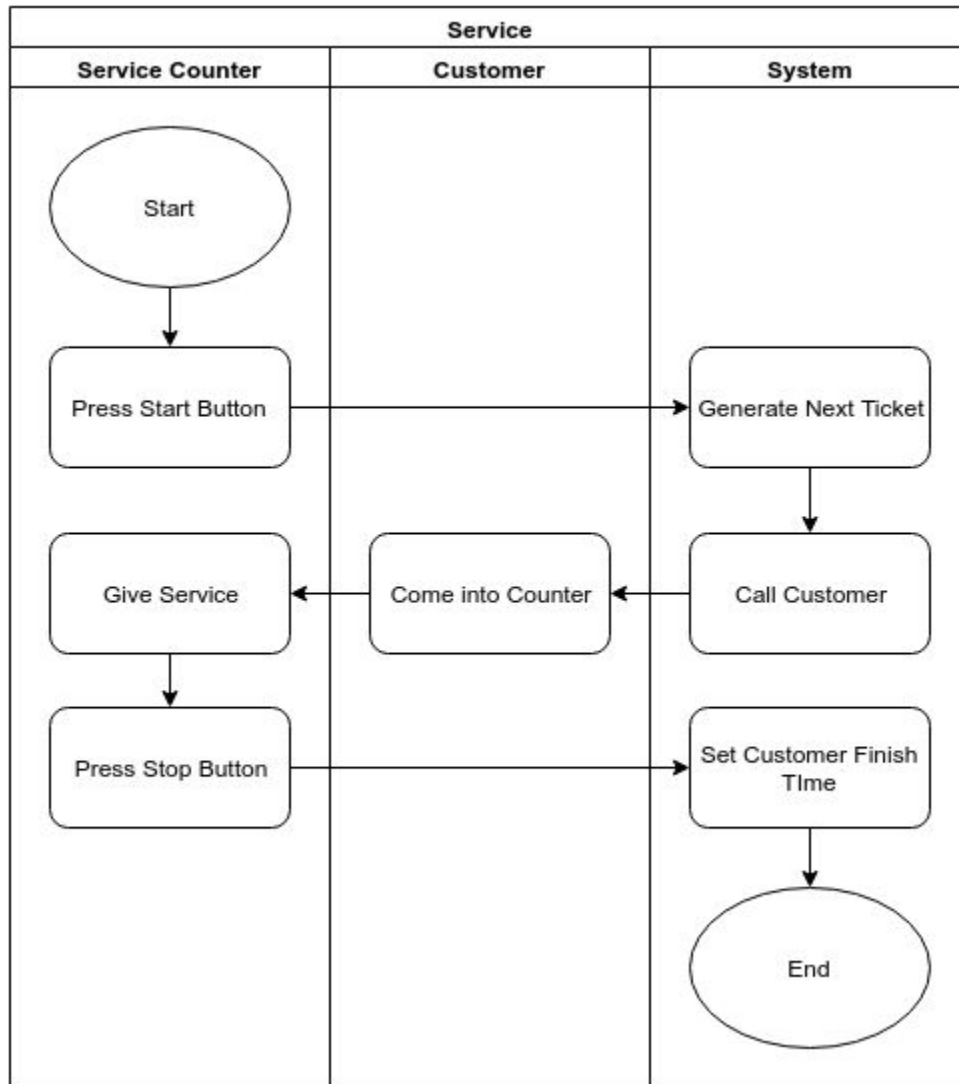 Service
Service Counter
Customer
System
Start
Press Start Button
Generate Next Ticket
Give Service
Come into Counter
Call Customer
Press Stop Button
Set Customer Finish
TIme
End